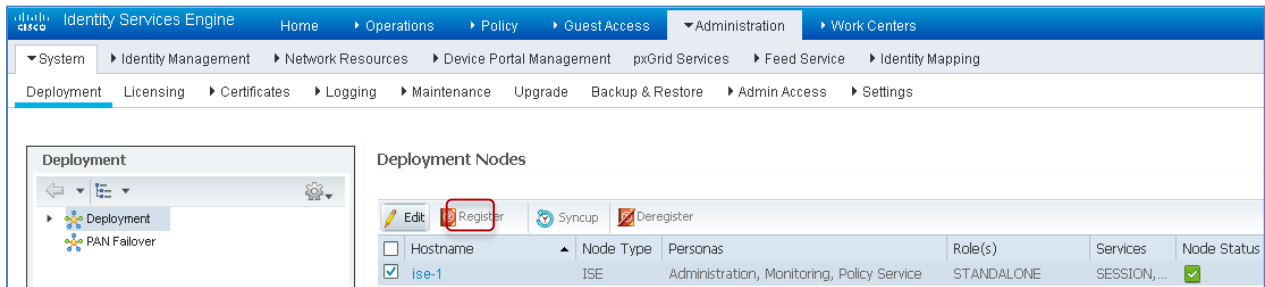 cisco Identity Services Engine Home Operations Policy Guest Access Administration Work Centers
System Identity Management Network Resources Device Portal Management pxGrid Services Feed Service Identity Mapping
Deployment Licensing Certificates Logging Maintenance Upgrade Backup & Restore Admin Access Settings
Deployment
Deployment
PAN Failover
Deployment Nodes
Edit Register Syncup Deregister
Hostname Node Type Personas Role(s) Services Node Status
ise-1 ISE Administration, Monitoring, Policy Service STANDALONE SESSION,...